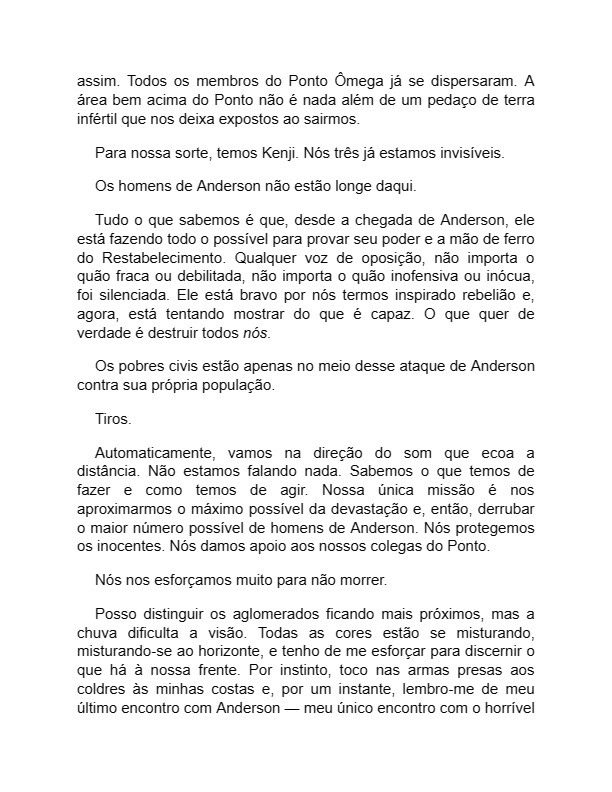 assim. Todos os membros do Ponto Ômega já se dispersaram. A
área bem acima do Ponto não é nada além de um pedaço de terra
infértil que nos deixa expostos ao sairmos.
Para nossa sorte, temos Kenji. Nós três já estamos invisíveis.
Os homens de Anderson não estão longe daqui.
Tudo o que sabemos é que, desde a chegada de Anderson, ele
está fazendo todo o possível para provar seu poder e a mão de ferro
do Restabelecimento. Qualquer voz de oposição, não importa o
quão fraca ou debilitada, não importa o quão inofensiva ou inócua,
foi silenciada. Ele está bravo por nós termos inspirado rebelião e,
agora, está tentando mostrar do que é capaz. O que quer de
verdade é destruir todos nós.
Os pobres civis estão apenas no meio desse ataque de Anderson
contra sua própria população.
Tiros.
Automaticamente, vamos na direção do som que ecoa a
distância. Não estamos falando nada. Sabemos o que temos de
fazer e como temos de agir. Nossa única missão é nos
aproximarmos o máximo possível da devastação e, então, derrubar
o maior número possível de homens de Anderson. Nós protegemos
os inocentes. Nós damos apoio aos nossos colegas do Ponto.
Nós nos esforçamos muito para não morrer.
Posso distinguir os aglomerados ficando mais próximos, mas a
chuva dificulta a visão. Todas as cores estão se misturando,
misturando-se ao horizonte, e tenho de me esforçar para discernir o
que há à nossa frente. Por instinto, toco nas armas presas aos
coldres às minhas costas e, por um instante, lembro-me de meu
último encontro com Anderson — meu único encontro com o horrível